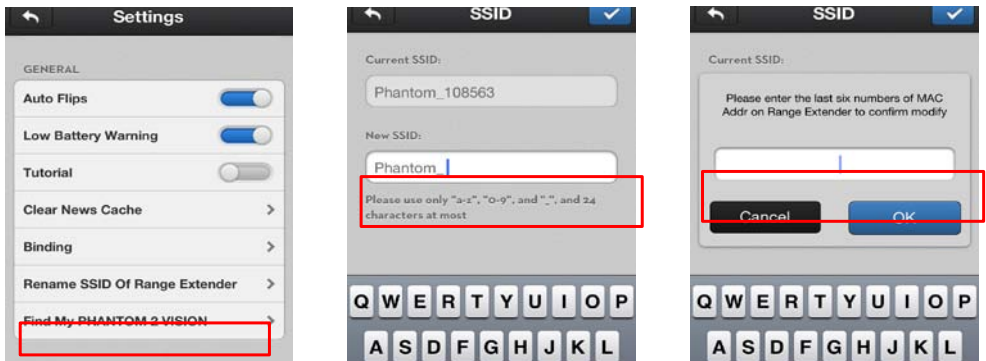 Settings
GENERAL
Auto Flips
Low Battery Warning
Tutorial
Clear News Cache
Binding
Rename SSID Of Range Extender
Find My PHANTOM 2 VISION
SSID
Current SSID:
Phantom_108563
New SSID:
Phantom_
Please use only "a-z", "0-9", and "_", and 24
characters at most
Q W E R T Y U I O P
A S D F G H J K L
SSID
Current SSID:
Please enter the last six numbers of MAC
Addr on Range Extender to confirm modify
Cancel
OK
Q W E R T Y U I O P
A S D F G H J K L